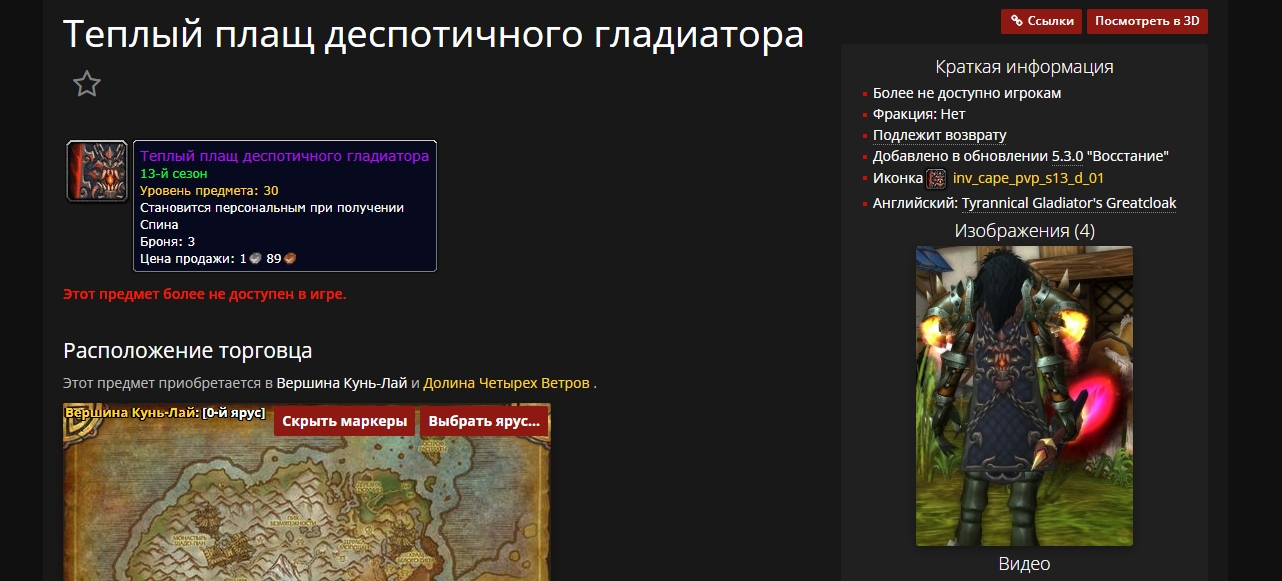 Теплый плащ деспотичного гладиатора
Ссылки
Посмотреть в 3D
Теплый плащ деспотичного гладиатора
13-й сезон
Уровень предмета: 30
Становится персональным при получении
Спина
Броня: 3
Цена продажи: 1 89
Этот предмет более не доступен в игре.
Расположение торговца
Этот предмет приобретается в Вершина Кунь-Лай и Долина Четырех Ветров .
Вершина Кунь-Лай: [0-й ярус]
Скрыть маркеры
Выбрать ярус...
Краткая информация
Более не доступно игрокам
Фракция: Нет
Подлежит возврату
Добавлено в обновлении 5.3.0 "Восстание"
Иконка inv_cape_pvp_s13_d_01
Английский: Tyrannical Gladiator's Greatcloak
Изображения (4)
Видео